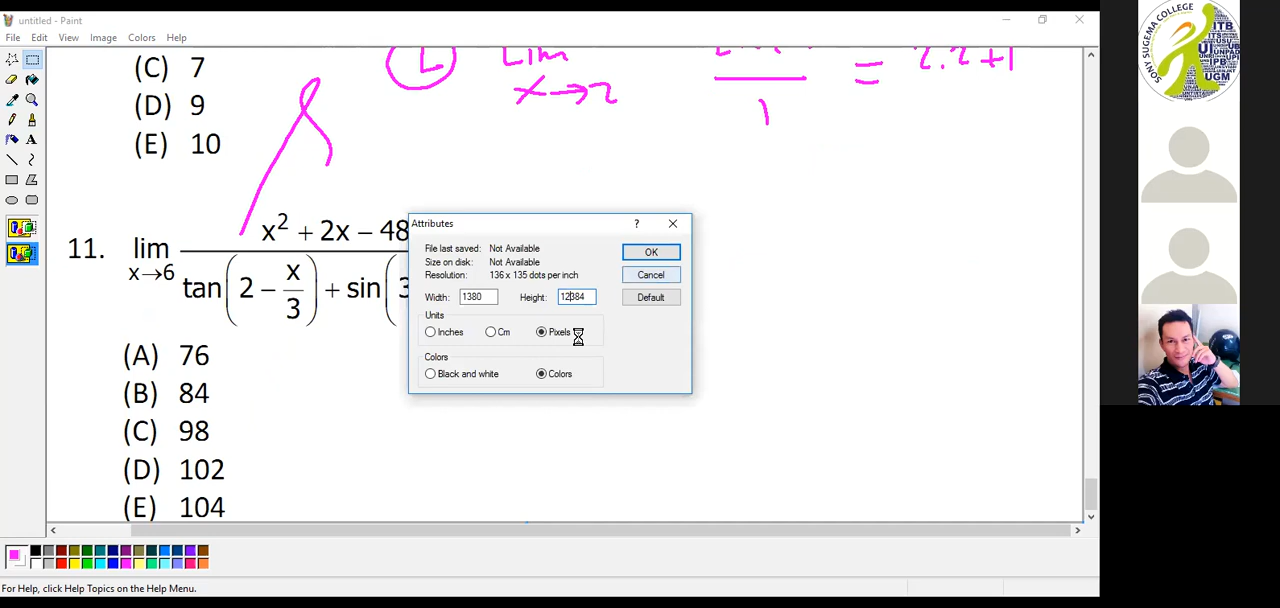 untitled - Paint
File Edit View Image Colors Help
(C) 7
(D) 9
(E) 10
L Lim
x→2
1
= 2.2+1
11. lim x→6
x² + 2x – 48
tan(2 – x/3) + sin(3
(A) 76
(B) 84
(C) 98
(D) 102
(E) 104
Attributes
File last saved: Not Available
Size on disk: Not Available
Resolution: 136 x 135 dots per inch
Width: 1380 Height: 12384
Units
Inches Cm Pixels
Colors
Black and white Colors
OK
Cancel
Default
For Help, click Help Topics on the Help Menu.
SONY SUGEMA COLLEGE
ITB
ITS
UI
UNPAD
IPB
UGM